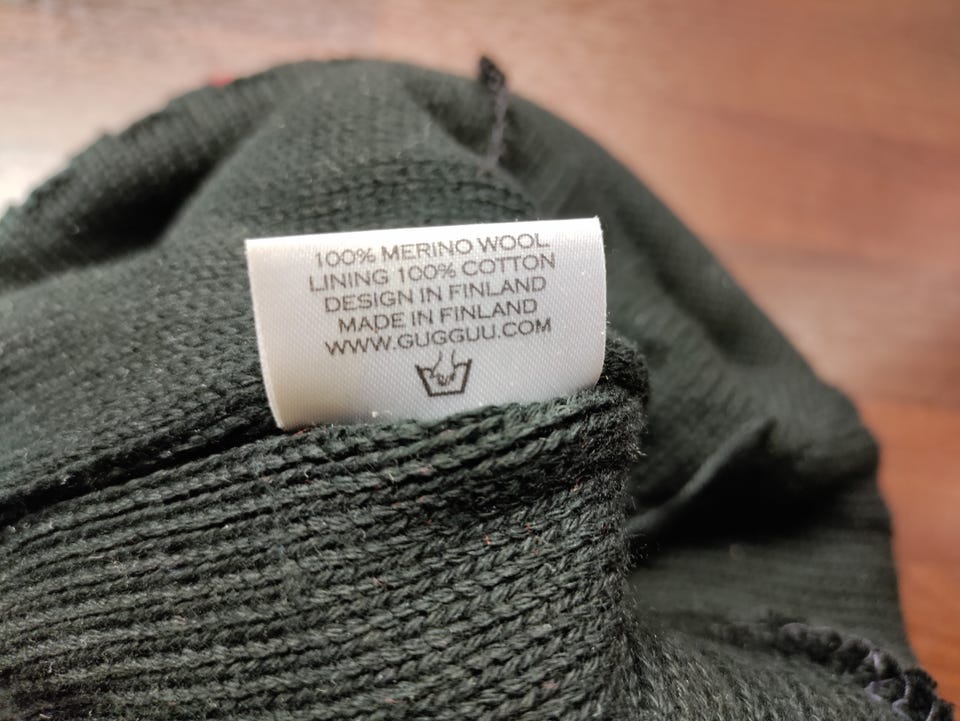 100% MERINO WOOL
LINING 100% COTTON
DESIGN IN FINLAND
MADE IN FINLAND
WWW.GUGGUU.COM